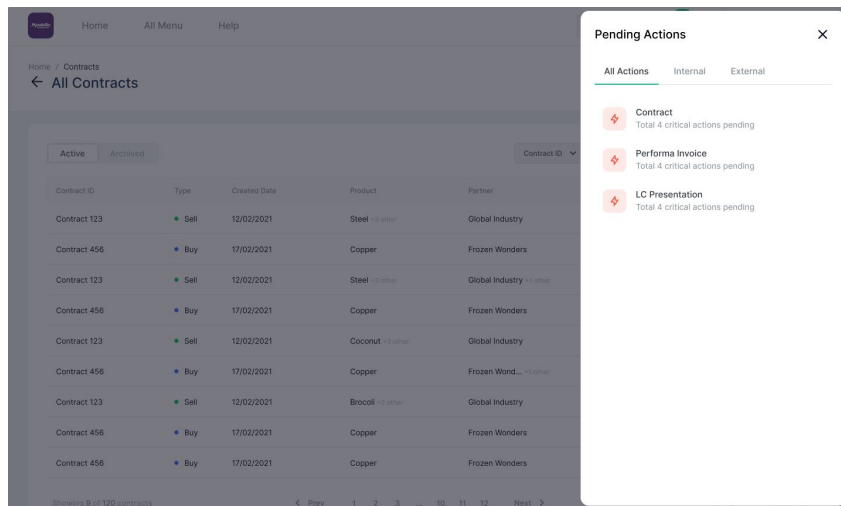 Home All Menu Help
Home / Contracts
All Contracts
Active Archived
Contract ID
Contract ID Type Created Date Product Partner
Contract 123 Sell 12/02/2021 Steel Global Industry
Contract 456 Buy 17/02/2021 Copper Frozen Wonders
Contract 123 Sell 12/02/2021 Steel Global Industry
Contract 456 Buy 17/02/2021 Copper Frozen Wonders
Contract 123 Sell 12/02/2021 Coconut Global Industry
Contract 456 Buy 17/02/2021 Copper Frozen Wond...
Contract 123 Sell 12/02/2021 Brocoli Global Industry
Contract 456 Buy 17/02/2021 Copper Frozen Wonders
Contract 456 Buy 17/02/2021 Copper Frozen Wonders
Showing 9 of 120 contracts Prev 1 2 3 ... 10 11 12 Next
Pending Actions
All Actions Internal External
Contract
Total 4 critical actions pending
Performa Invoice
Total 4 critical actions pending
LC Presentation
Total 4 critical actions pending